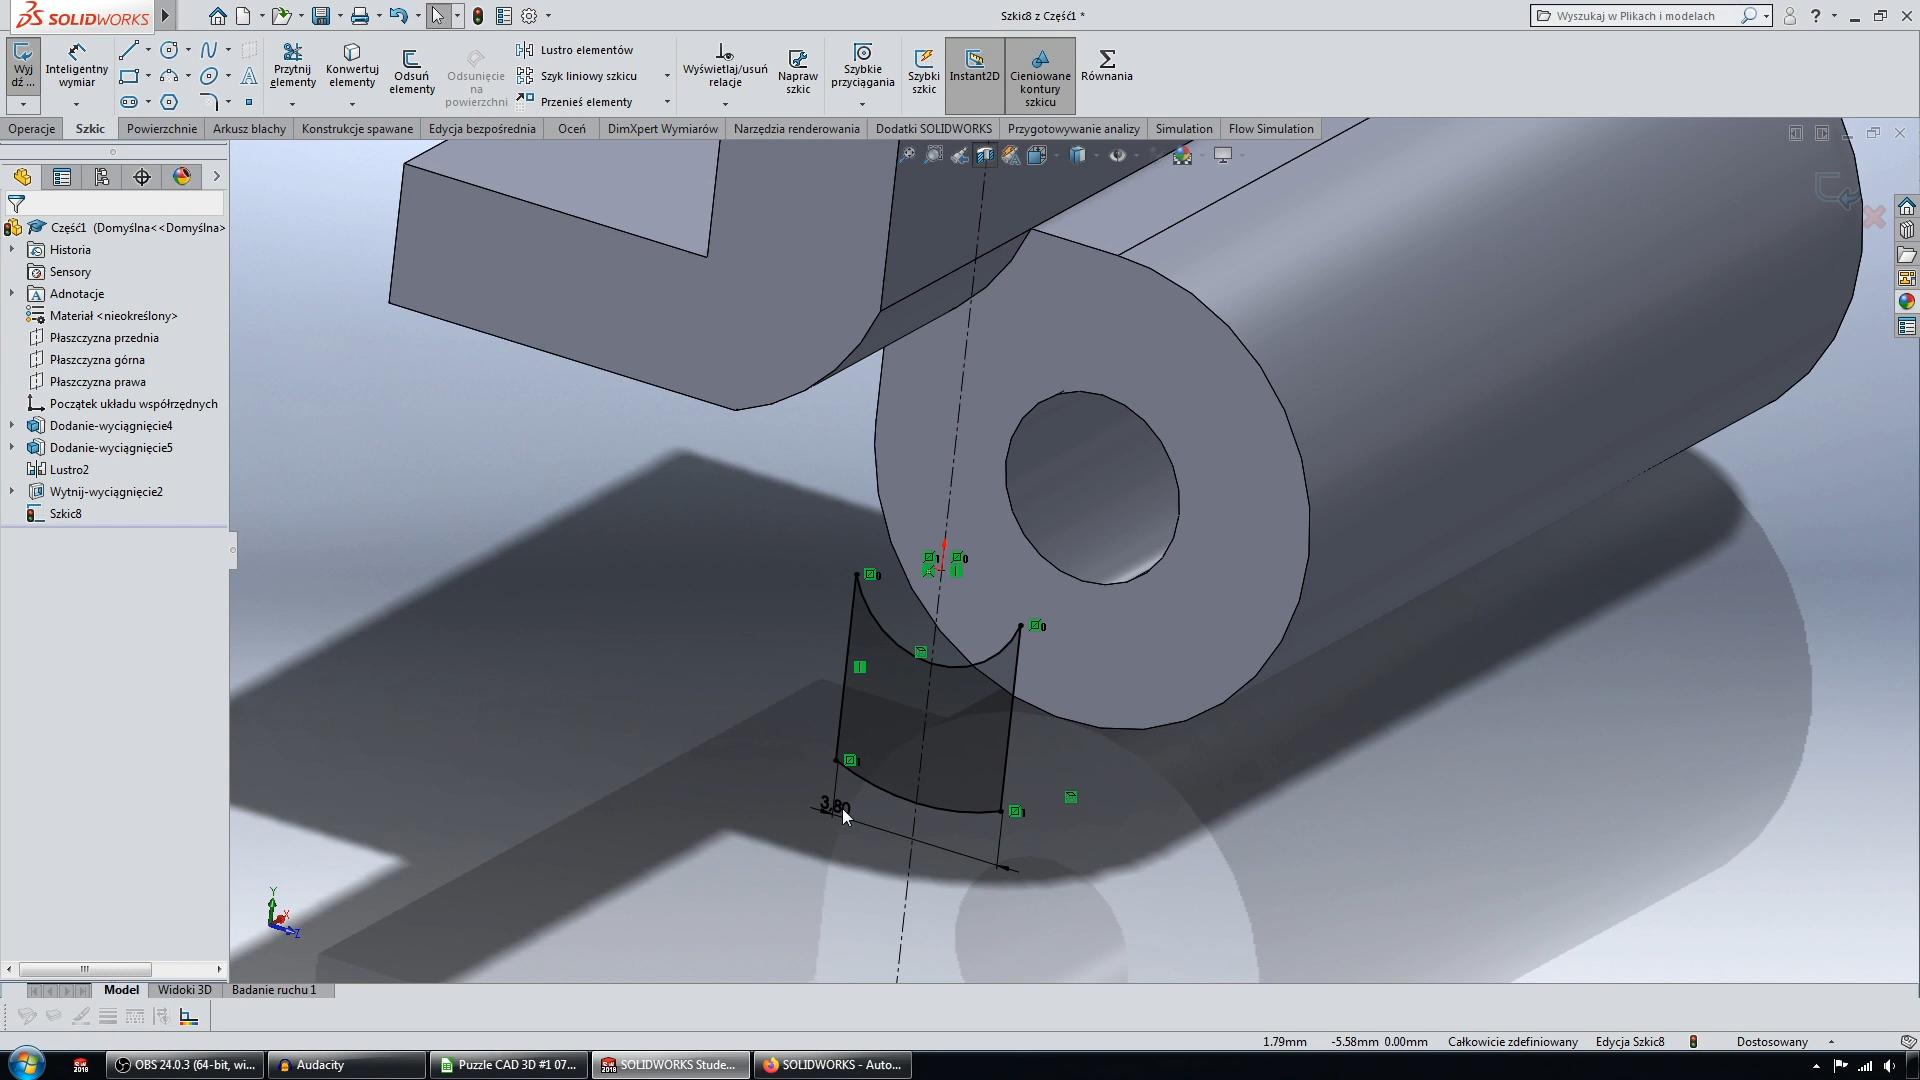 SOLIDWORKS
Szkic8 z Część1 *
Wyszukaj w Plikach i modelach
Wyj dź ...
Inteligentny wymiar
Przytnij elementy
Konwertuj elementy
Odsuń elementy
Odsunięcie na powierzchni
Lustro elementów
Szyk liniowy szkicu
Przenieś elementy
Wyświetlaj/usuń relacje
Napraw szkic
Szybkie przyciągania
Szybki szkic
Instant2D
Cieniowane kontury szkicu
Równania
Operacje
Szkic
Powierzchnie
Arkusz blachy
Konstrukcje spawane
Edycja bezpośrednia
Oceń
DimXpert Wymiarów
Narzędzia renderowania
Dodatki SOLIDWORKS
Przygotowywanie analizy
Simulation
Flow Simulation
Część1 (Domyślna<<Domyślna>
Historia
Sensory
Adnotacje
Materiał <nieokreślony>
Płaszczyzna przednia
Płaszczyzna górna
Płaszczyzna prawa
Początek układu współrzędnych
Dodanie-wyciągnięcie4
Dodanie-wyciągnięcie5
Lustro2
Wytnij-wyciągnięcie2
Szkic8
3,80
Y
X
Z
Model
Widoki 3D
Badanie ruchu 1
1.79mm
-5.58mm
0.00mm
Całkowicie zdefiniowany
Edycja Szkic8
Dostosowany
OBS 24.0.3 (64-bit, wi...
Audacity
Puzzle CAD 3D #1 07...
SOLIDWORKS Stude...
SOLIDWORKS - Auto...